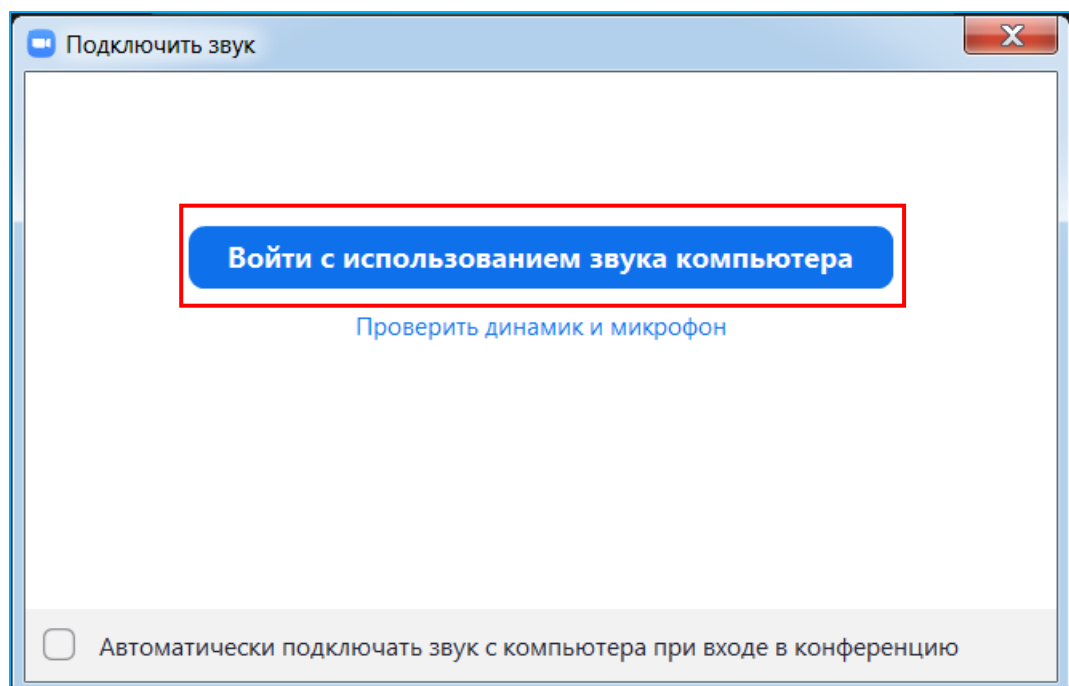 Подключить звук
Войти с использованием звука компьютера
Проверить динамик и микрофон
Автоматически подключать звук с компьютера при входе в конференцию